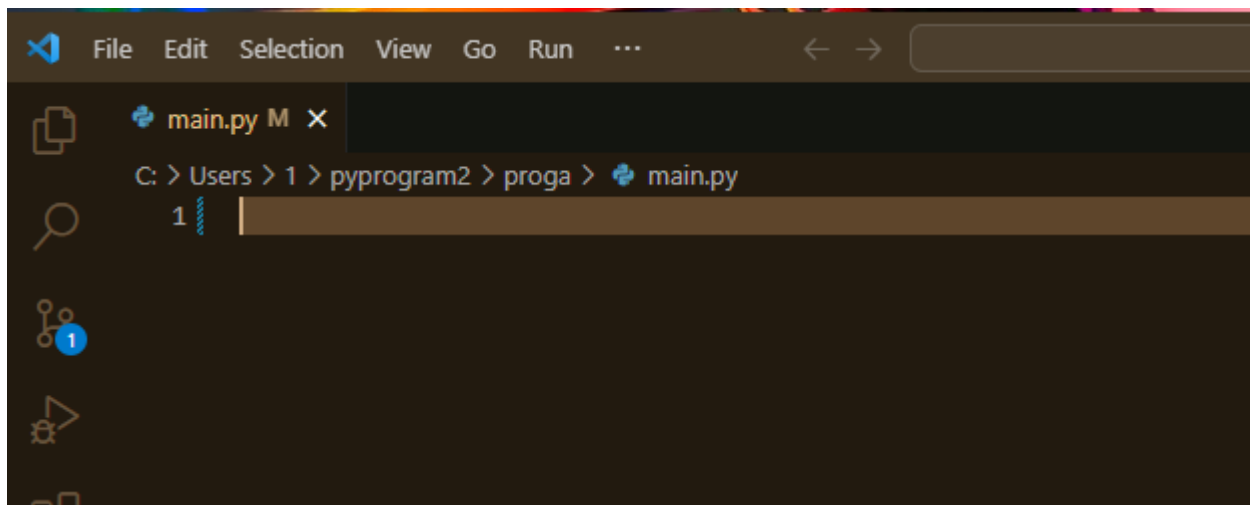 File Edit Selection View Go Run ...
main.py M
C: > Users > 1 > pyprogram2 > proga > main.py
1
1